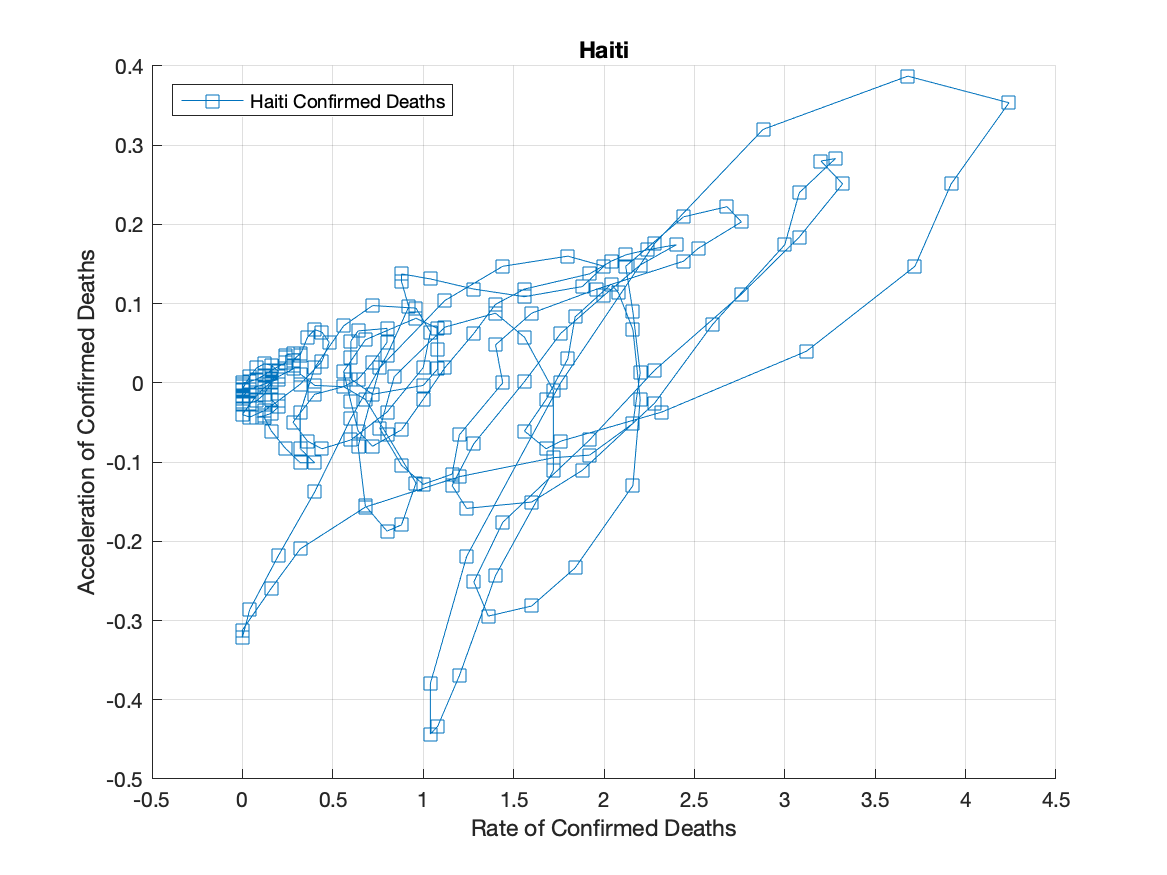 Haiti
Haiti Confirmed Deaths
Acceleration of Confirmed Deaths
0.4
0.3
0.2
0.1
0
-0.1
-0.2
-0.3
-0.4
-0.5
-0.5 0 0.5 1 1.5 2 2.5 3 3.5 4 4.5
Rate of Confirmed Deaths